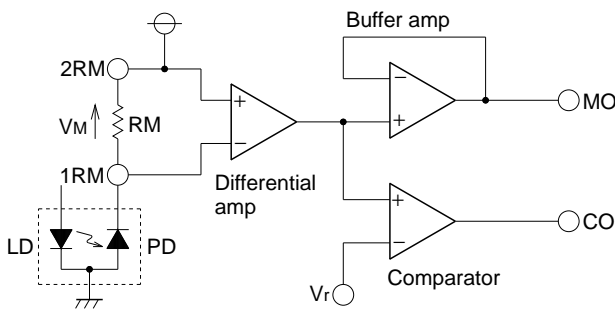 Buffer amp
2RM
−
+
MO
VM
RM
+
−
1RM
Differential
amp
+
−
CO
LD
PD
Vr
Comparator